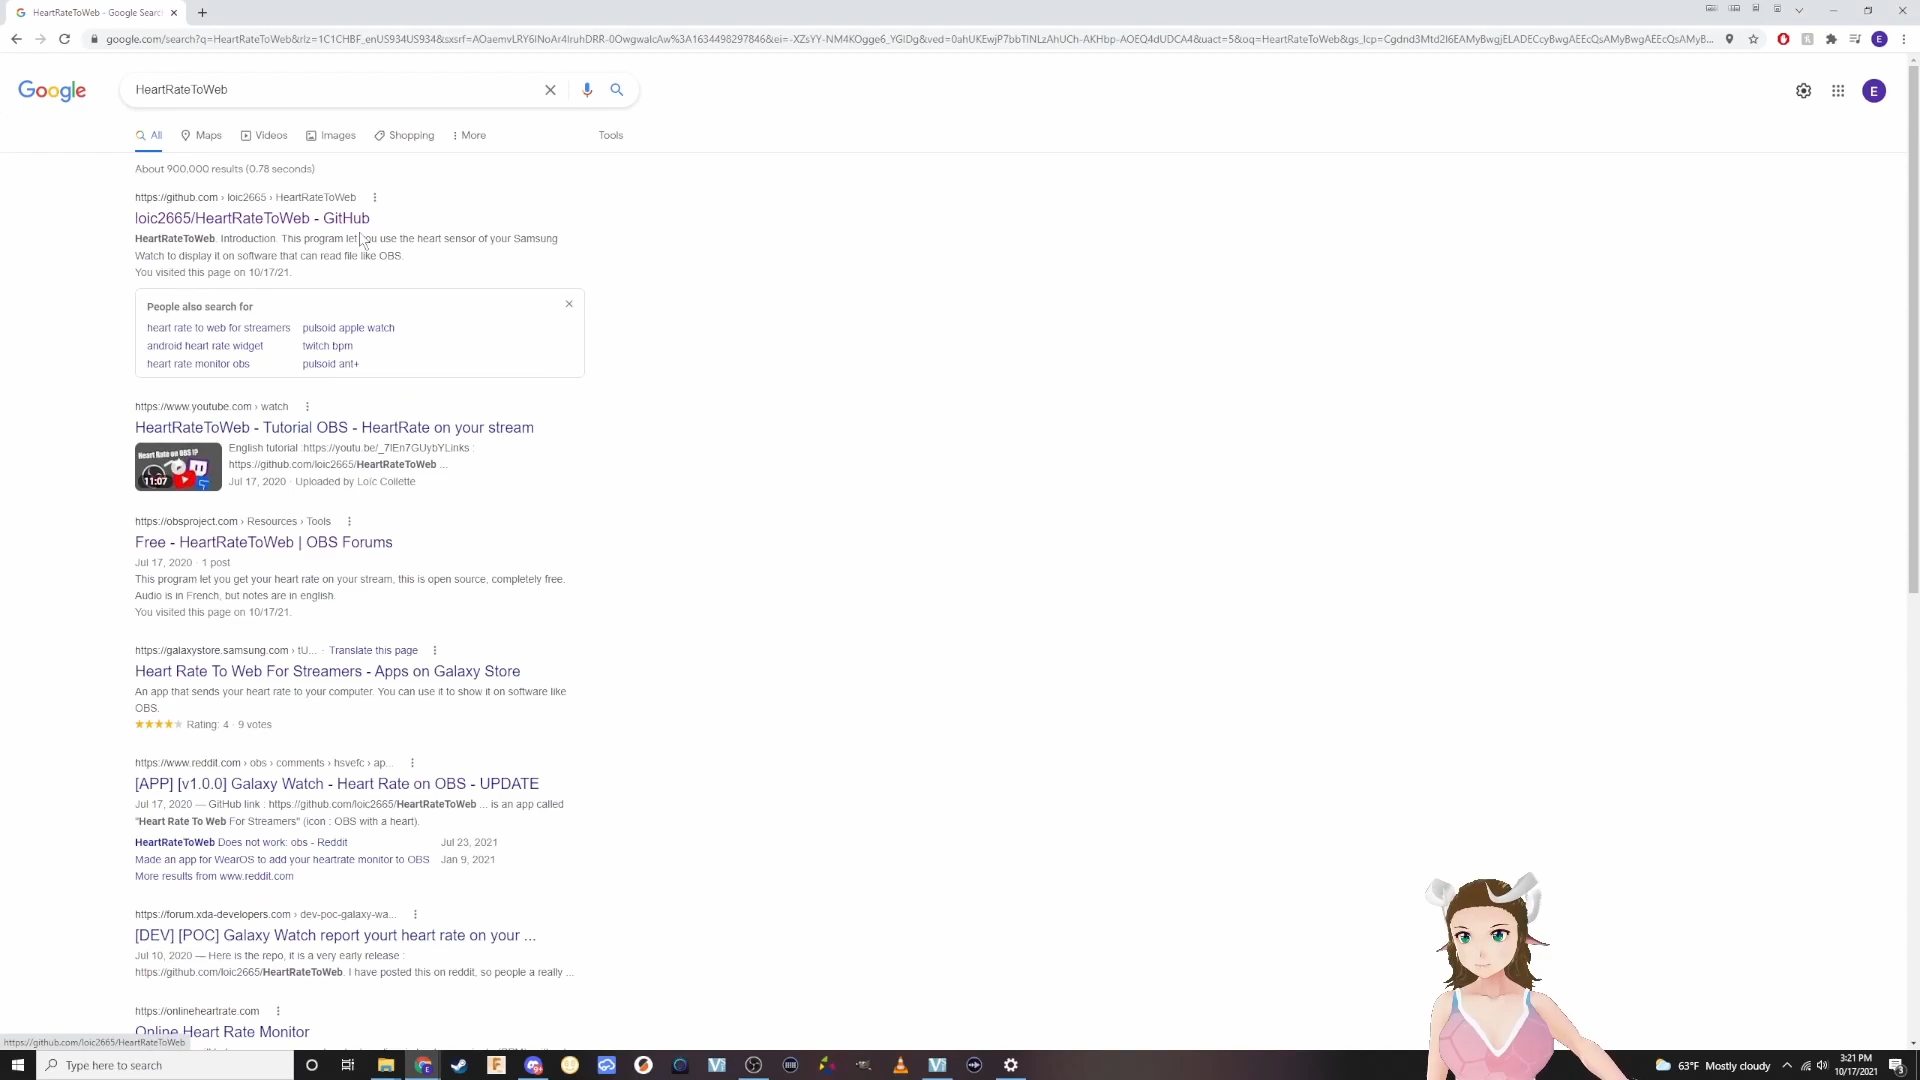 HeartRateToWeb - Google Searc
google.com/search?q=HeartRateToWeb&rlz=1C1CHBF_enUS934US934&sxsrf=
Google
HeartRateToWeb
E
All
Maps
Videos
Images
Shopping
More
Tools
About 900,000 results (0.78 seconds)
https://github.com › loic2665 › HeartRateToWeb
loic2665/HeartRateToWeb - GitHub
HeartRateToWeb. Introduction. This program let you use the heart sensor of your Samsung
Watch to display it on software that can read file like OBS.
You visited this page on 10/17/21.
People also search for
heart rate to web for streamers
pulsoid apple watch
android heart rate widget
twitch bpm
heart rate monitor obs
pulsoid ant+
https://www.youtube.com › watch
HeartRateToWeb - Tutorial OBS - HeartRate on your stream
Heart Rate on OBS !?
11:07
English tutorial :https://youtu.be/_7lEn7GUybYLinks :
https://github.com/loic2665/HeartRateToWeb ...
Jul 17, 2020 · Uploaded by Loïc Collette
https://obsproject.com › Resources › Tools
Free - HeartRateToWeb | OBS Forums
Jul 17, 2020 · 1 post
This program let you get your heart rate on your stream, this is open source, completely free.
Audio is in French, but notes are in english.
You visited this page on 10/17/21.
https://galaxystore.samsung.com › tU... · Translate this page
Heart Rate To Web For Streamers - Apps on Galaxy Store
An app that sends your heart rate to your computer. You can use it to show it on software like
OBS.
★★★★★ Rating: 4 · 9 votes
https://www.reddit.com › obs › comments › hsvefc › ap...
[APP] [v1.0.0] Galaxy Watch - Heart Rate on OBS - UPDATE
Jul 17, 2020 — GitHub link : https://github.com/loic2665/HeartRateToWeb ... is an app called
"Heart Rate To Web For Streamers" (icon : OBS with a heart).
HeartRateToWeb Does not work: obs - Reddit
Jul 23, 2021
Made an app for WearOS to add your heartrate monitor to OBS
Jan 9, 2021
More results from www.reddit.com
https://forum.xda-developers.com › dev-poc-galaxy-wa...
[DEV] [POC] Galaxy Watch report yourt heart rate on your ...
Jul 10, 2020 — Here is the repo, it is a very early release :
https://github.com/loic2665/HeartRateToWeb. I have posted this on reddit, so people a really ...
https://onlineheartrate.com
Online Heart Rate Monitor
https://github.com/loic2665/HeartRateToWeb
Type here to search
63°F Mostly cloudy
3:21 PM
10/17/2021